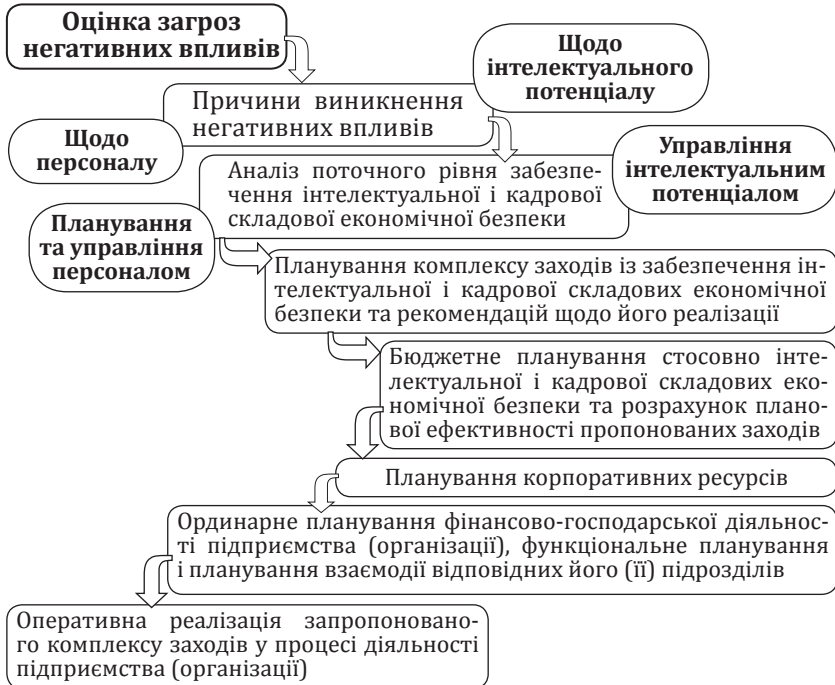 Оцінка загроз
негативних впливів
Щодо
інтелектуального
потенціалу
Причини виникнення
негативних впливів
Щодо
персоналу
Управління
інтелектуальним
потенціалом
Аналіз поточного рівня забезпе-
чення інтелектуальної і кадрової
складової економічної безпеки
Планування
та управління
персоналом
Планування комплексу заходів із забезпечення ін-
телектуальної і кадрової складових економічної
безпеки та рекомендацій щодо його реалізації
Бюджетне планування стосовно інте-
лектуальної і кадрової складових еко-
номічної безпеки та розрахунок плано-
вої ефективності пропонованих заходів
Планування корпоративних ресурсів
Ординарне планування фінансово-господарської діяльнос-
ті підприємства (організації), функціональне планування
і планування взаємодії відповідних його (її) підрозділів
Оперативна реалізація запропоновано-
го комплексу заходів у процесі діяльності
підприємства (організації)